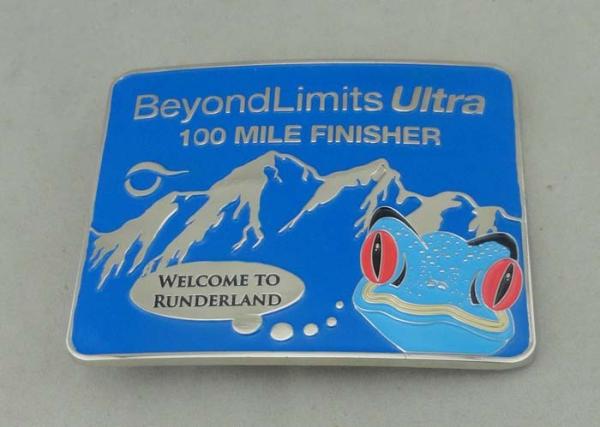 BeyondLimits Ultra
100 MILE FINISHER
WELCOME TO
RUNDERLAND